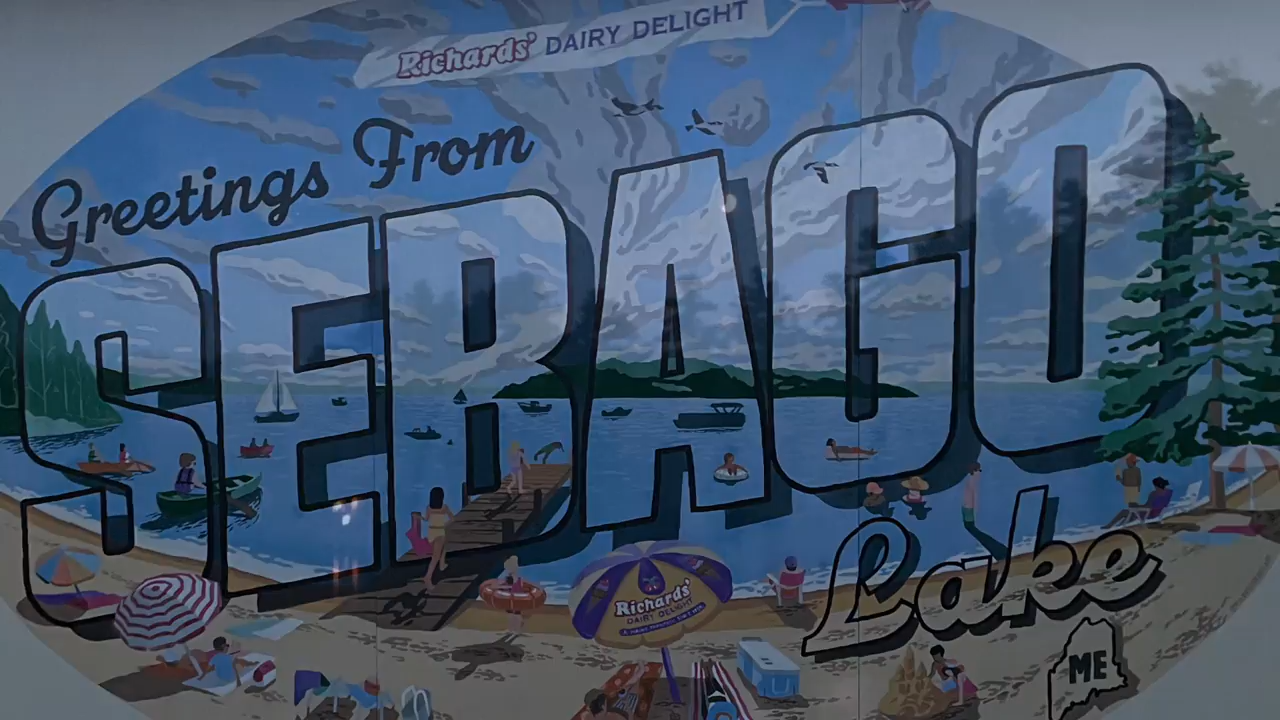 Richards' DAIRY DELIGHT
Greetings From
SEBAGO
Lake
Richards'
DAIRY DELIGHT
ME